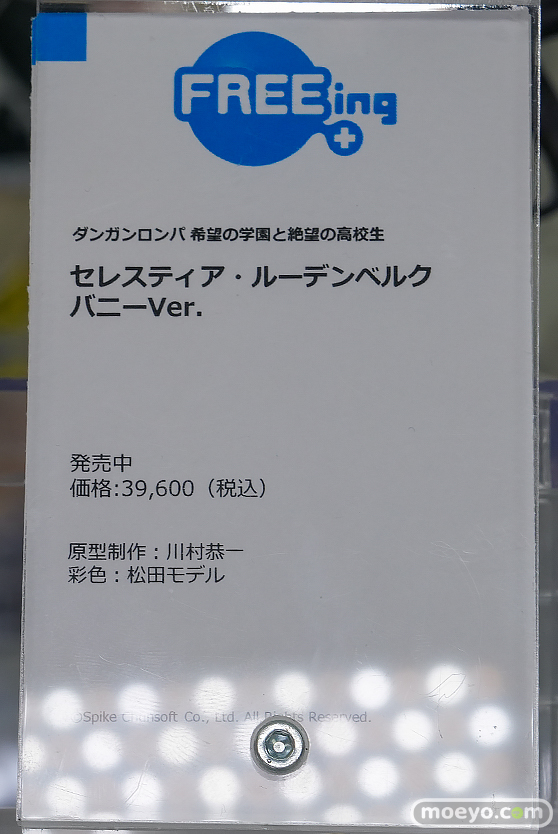 FREEing
ダンガンロンパ 希望の学園と絶望の高校生
セレスティア・ルーデンベルク
バニーVer.
発売中
価格:39,600（税込）
原型制作：川村恭一
彩色：松田モデル
©Spike Chunsoft Co., Ltd. All Rights Reserved.
moeyo.com